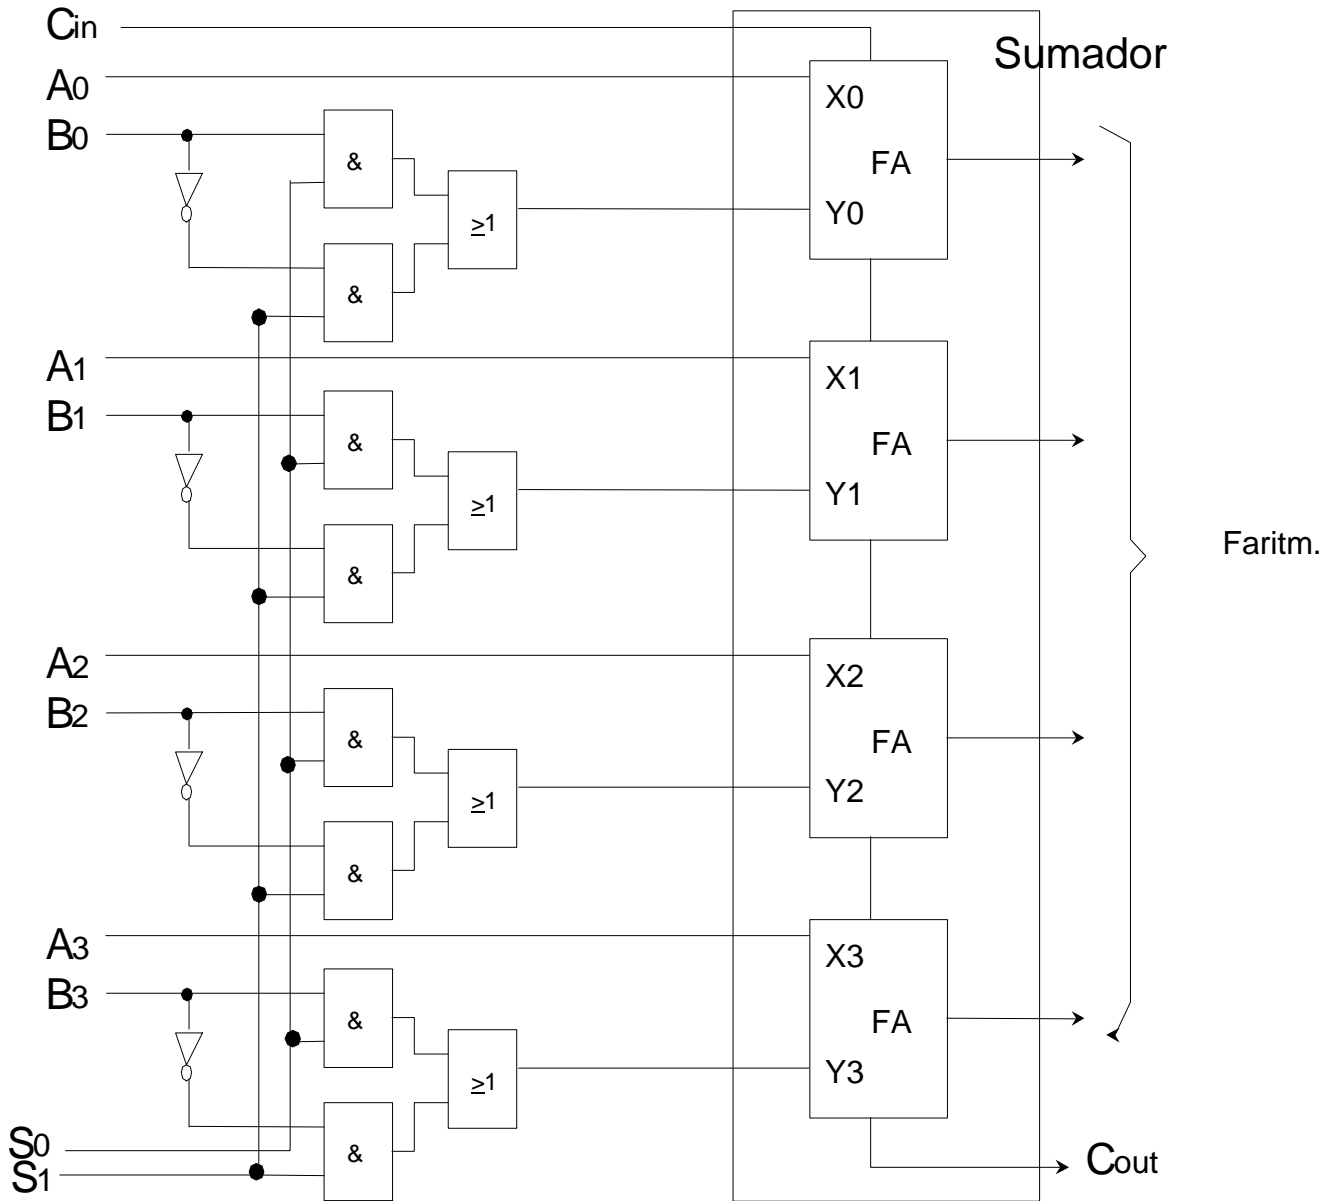 Cin
Sumador
A0
X0
B0
&
FA
Y0
≥1
&
A1
X1
B1
&
FA
Y1
≥1
Faritm.
&
A2
X2
B2
&
FA
Y2
≥1
&
A3
X3
B3
&
FA
Y3
≥1
S0
&
Cout
S1